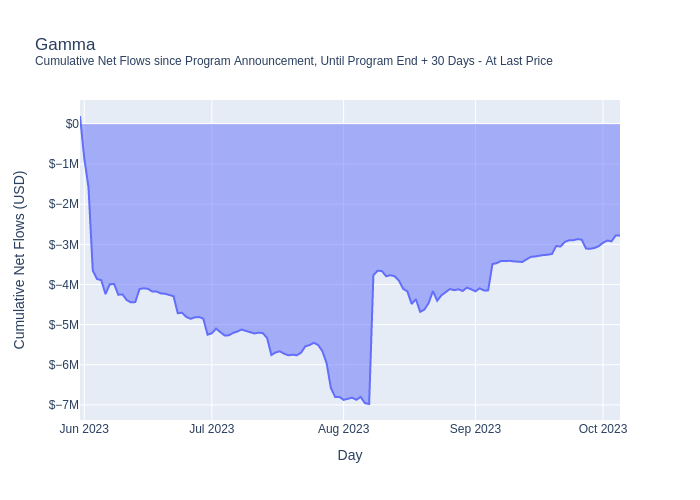 Gamma
Cumulative Net Flows since Program Announcement, Until Program End + 30 Days - At Last Price
$0
$−1M
$−2M
$−3M
$−4M
$−5M
$−6M
$−7M
Cumulative Net Flows (USD)
Jun 2023
Jul 2023
Aug 2023
Sep 2023
Oct 2023
Day